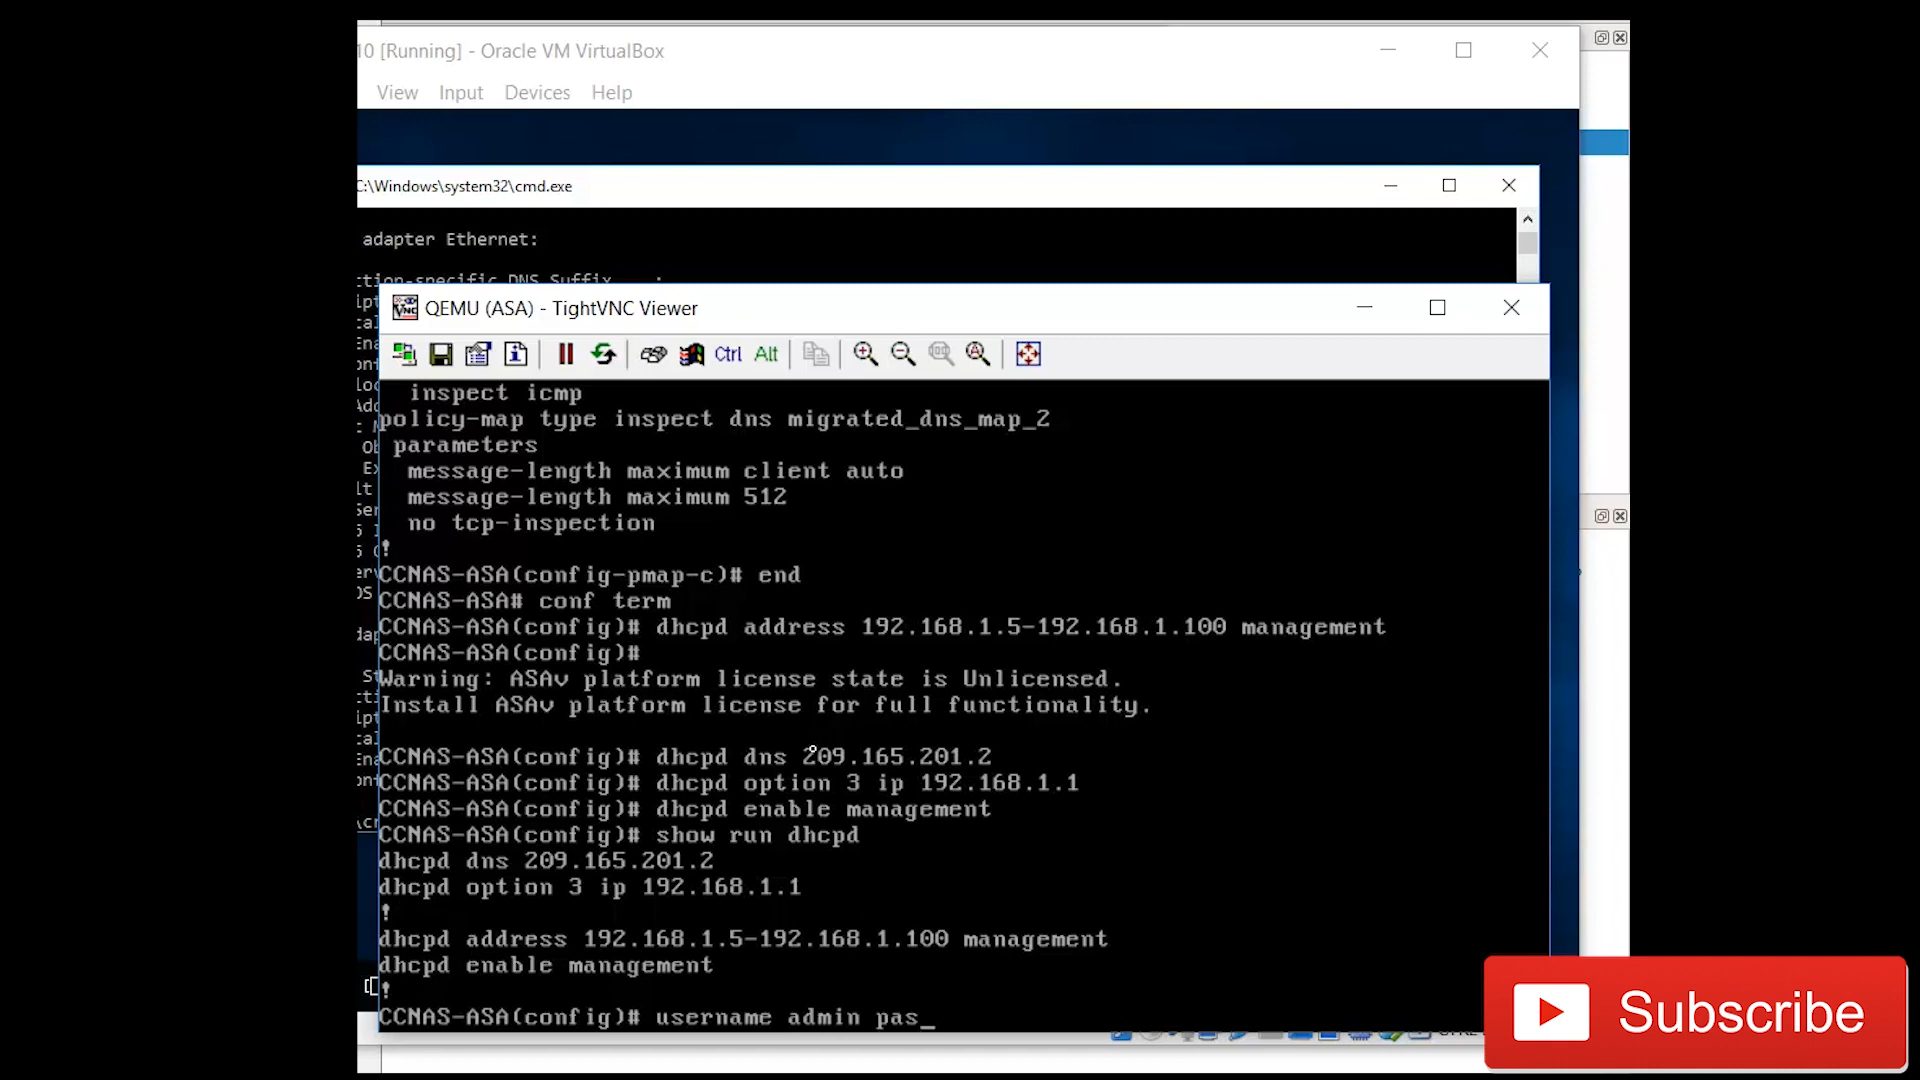 10 [Running] - Oracle VM VirtualBox
View Input Devices Help
C:\Windows\system32\cmd.exe
adapter Ethernet:
DNS Suffix . :
QEMU (ASA) - TightVNC Viewer
Ctrl Alt
inspect icmp
policy-map type inspect dns migrated_dns_map_2
parameters
message-length maximum client auto
message-length maximum 512
no tcp-inspection
!
CCNAS-ASA(config-pmap-c)# end
CCNAS-ASA# conf term
CCNAS-ASA(config)# dhcpd address 192.168.1.5-192.168.1.100 management
CCNAS-ASA(config)#
Warning: ASAv platform license state is Unlicensed.
Install ASAv platform license for full functionality.
CCNAS-ASA(config)# dhcpd dns 209.165.201.2
CCNAS-ASA(config)# dhcpd option 3 ip 192.168.1.1
CCNAS-ASA(config)# dhcpd enable management
CCNAS-ASA(config)# show run dhcpd
dhcpd dns 209.165.201.2
dhcpd option 3 ip 192.168.1.1
!
dhcpd address 192.168.1.5-192.168.1.100 management
dhcpd enable management
!
CCNAS-ASA(config)# username admin pas_
Subscribe